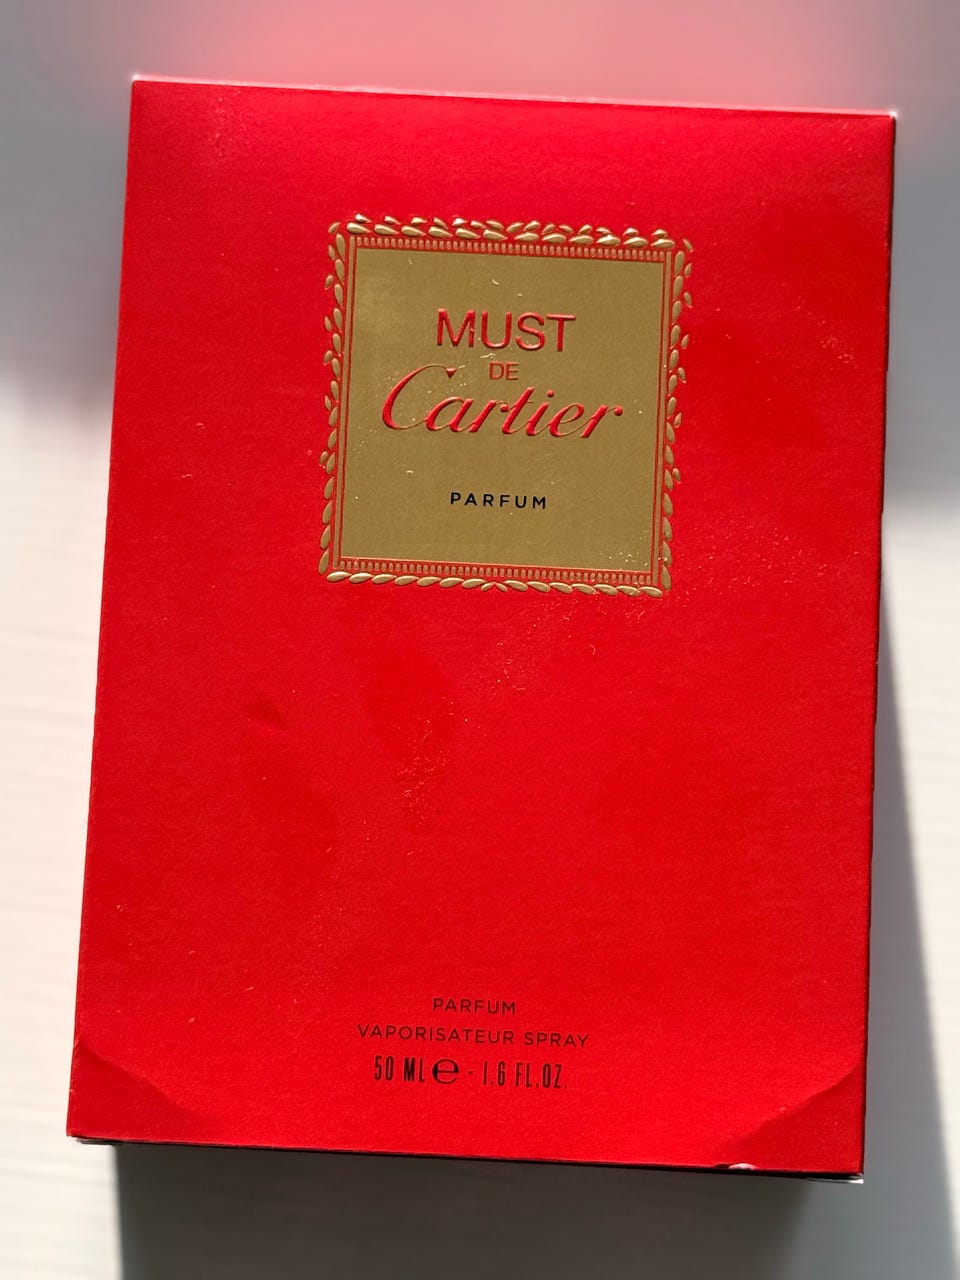 MUST
DE
Cartier
PARFUM
PARFUM
VAPORISATEUR SPRAY
50 ML ℮ - 1.6 FL.OZ.